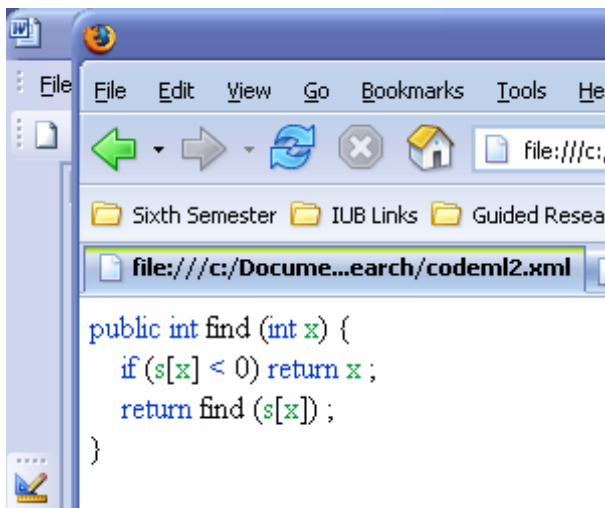 W
File
File Edit View Go Bookmarks Tools He
file:///c:/
Sixth Semester IUB Links Guided Resea
file:///c:/Docume...earch/codeml2.xml
public int find (int x) {
if (s[x] < 0) return x ;
return find (s[x]) ;
}